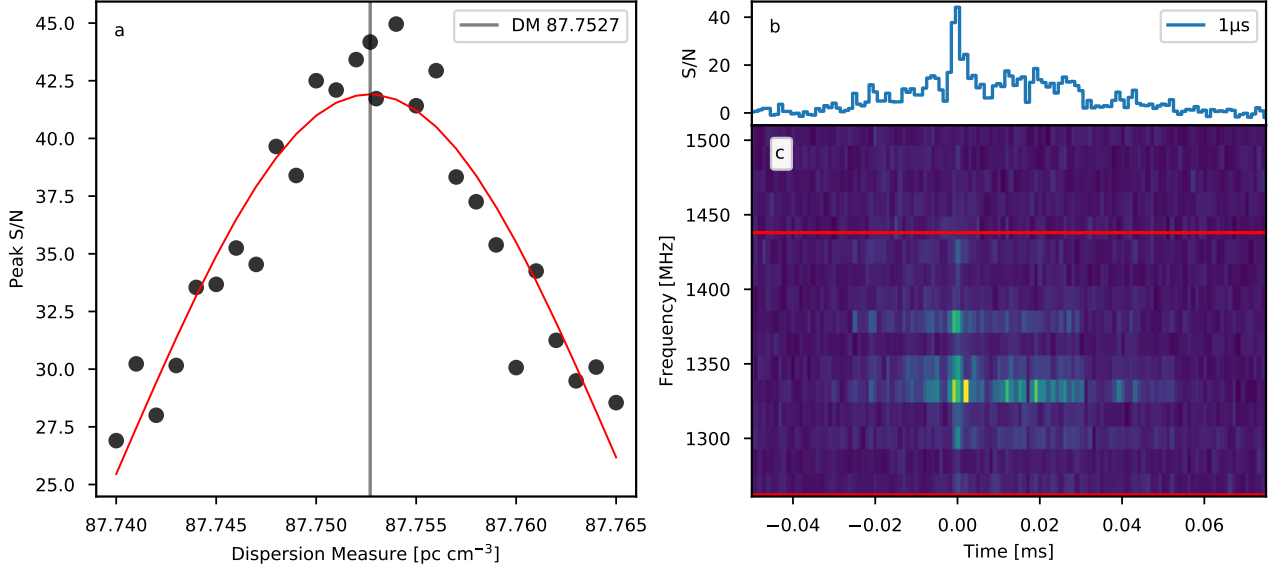 a
DM 87.7527
45.0
42.5
40.0
37.5
35.0
32.5
30.0
27.5
25.0
Peak S/N
87.740 87.745 87.750 87.755 87.760 87.765
Dispersion Measure [pc cm⁻³]
b
1μs
40
20
0
S/N
c
1500
1450
1400
1350
1300
Frequency [MHz]
−0.04 −0.02 0.00 0.02 0.04 0.06
Time [ms]